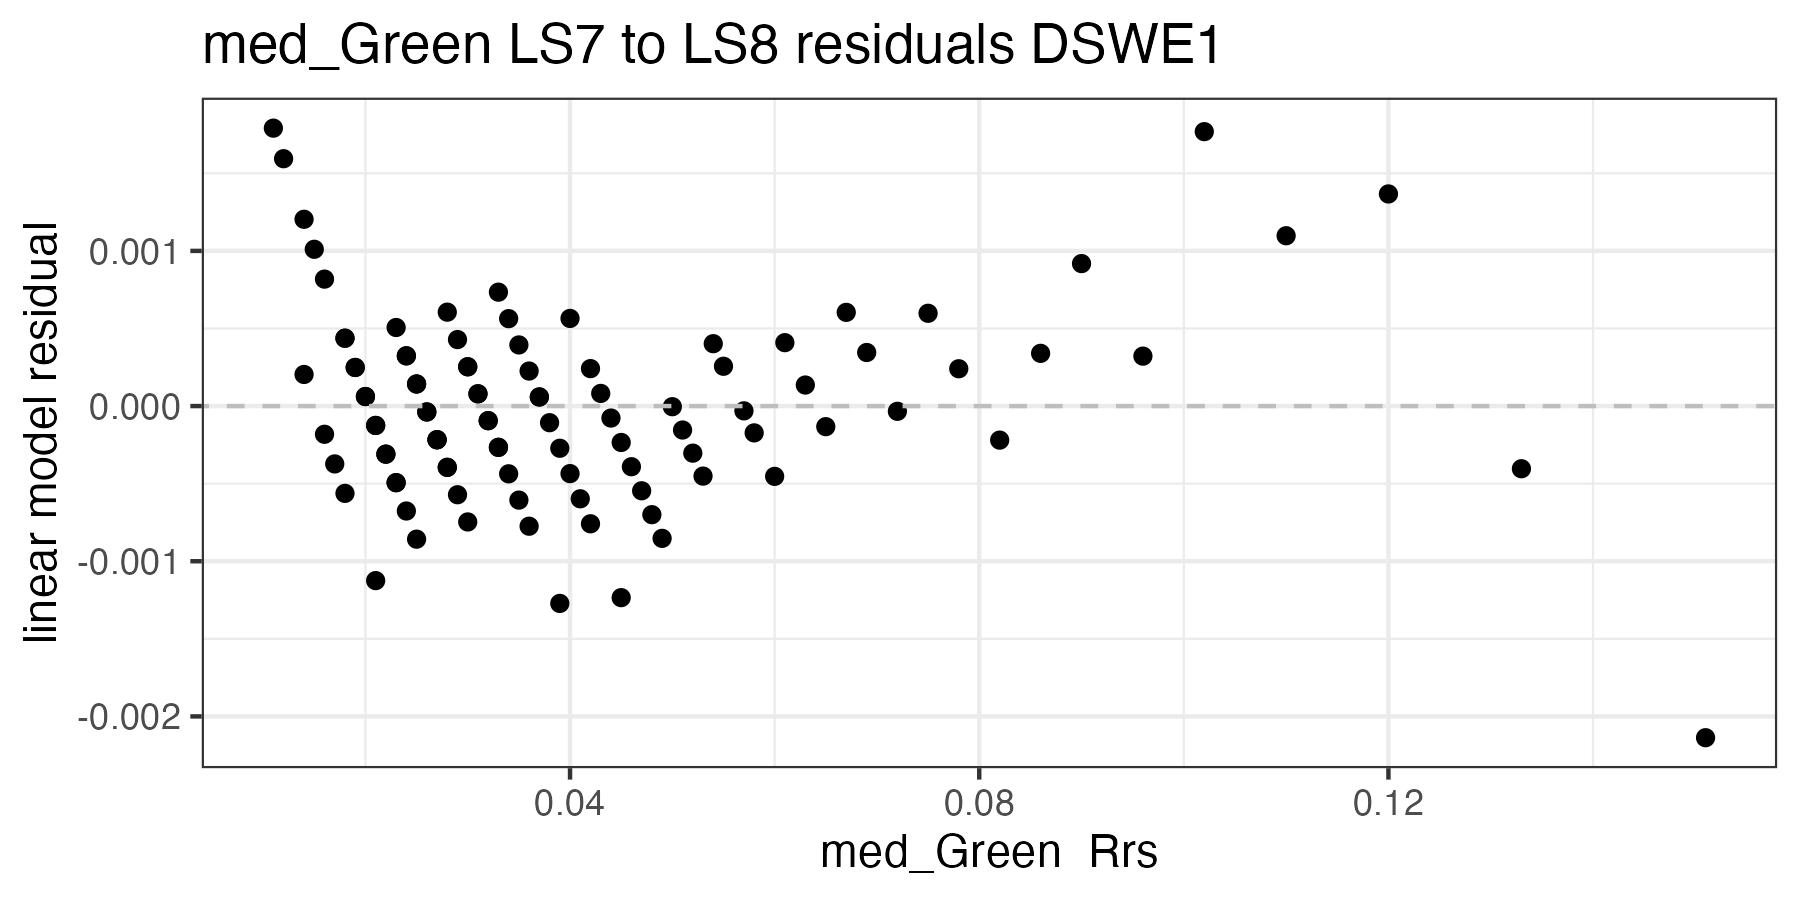 med_Green LS7 to LS8 residuals DSWE1
linear model residual
0.001
0.000
-0.001
-0.002
0.04
0.08
0.12
med_Green  Rrs